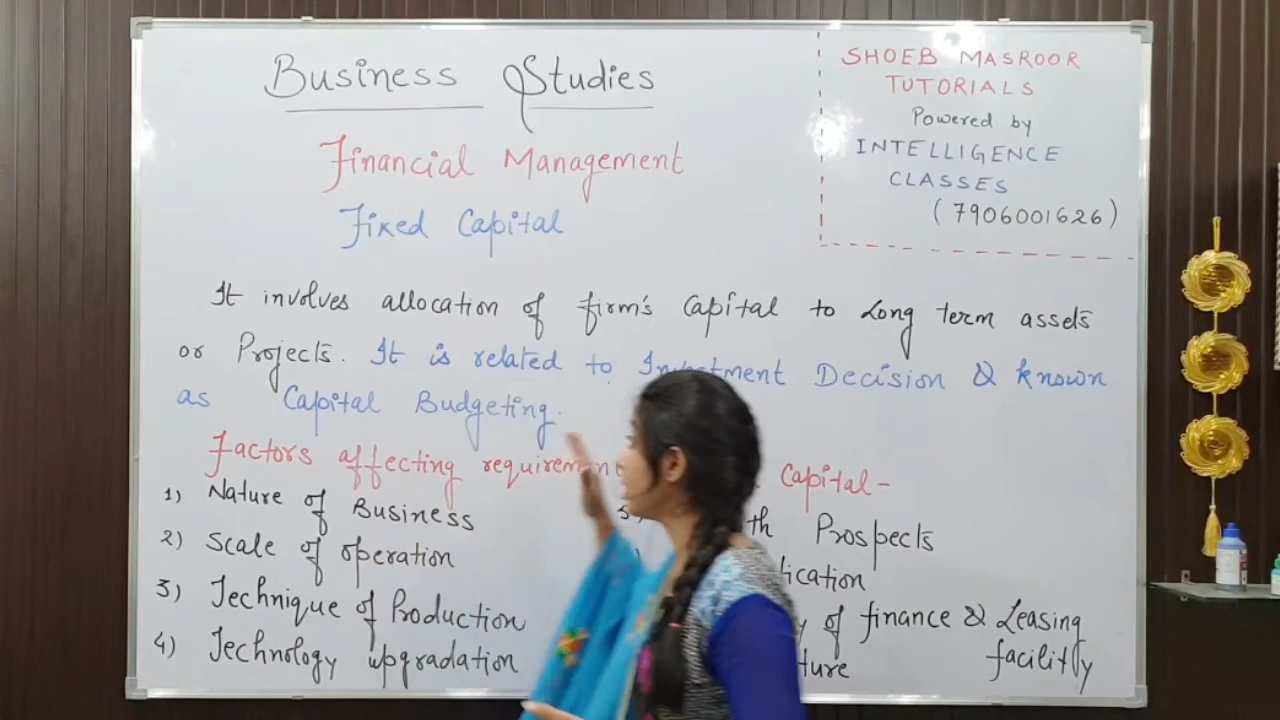 Business Studies
Financial Management
Fixed Capital
SHOEB MASROOR
TUTORIALS
Powered by
INTELLIGENCE
CLASSES
(7906001626)
It involves allocation of firm's Capital to Long term assets
or Projects. It is related to Investment Decision & known
as Capital Budgeting.
Factors affecting requirement Capital-
1) Nature of Business
2) Scale of operation
3) Technique of Production
4) Technology upgradation
5) Prospects
of finance & Leasing
facility